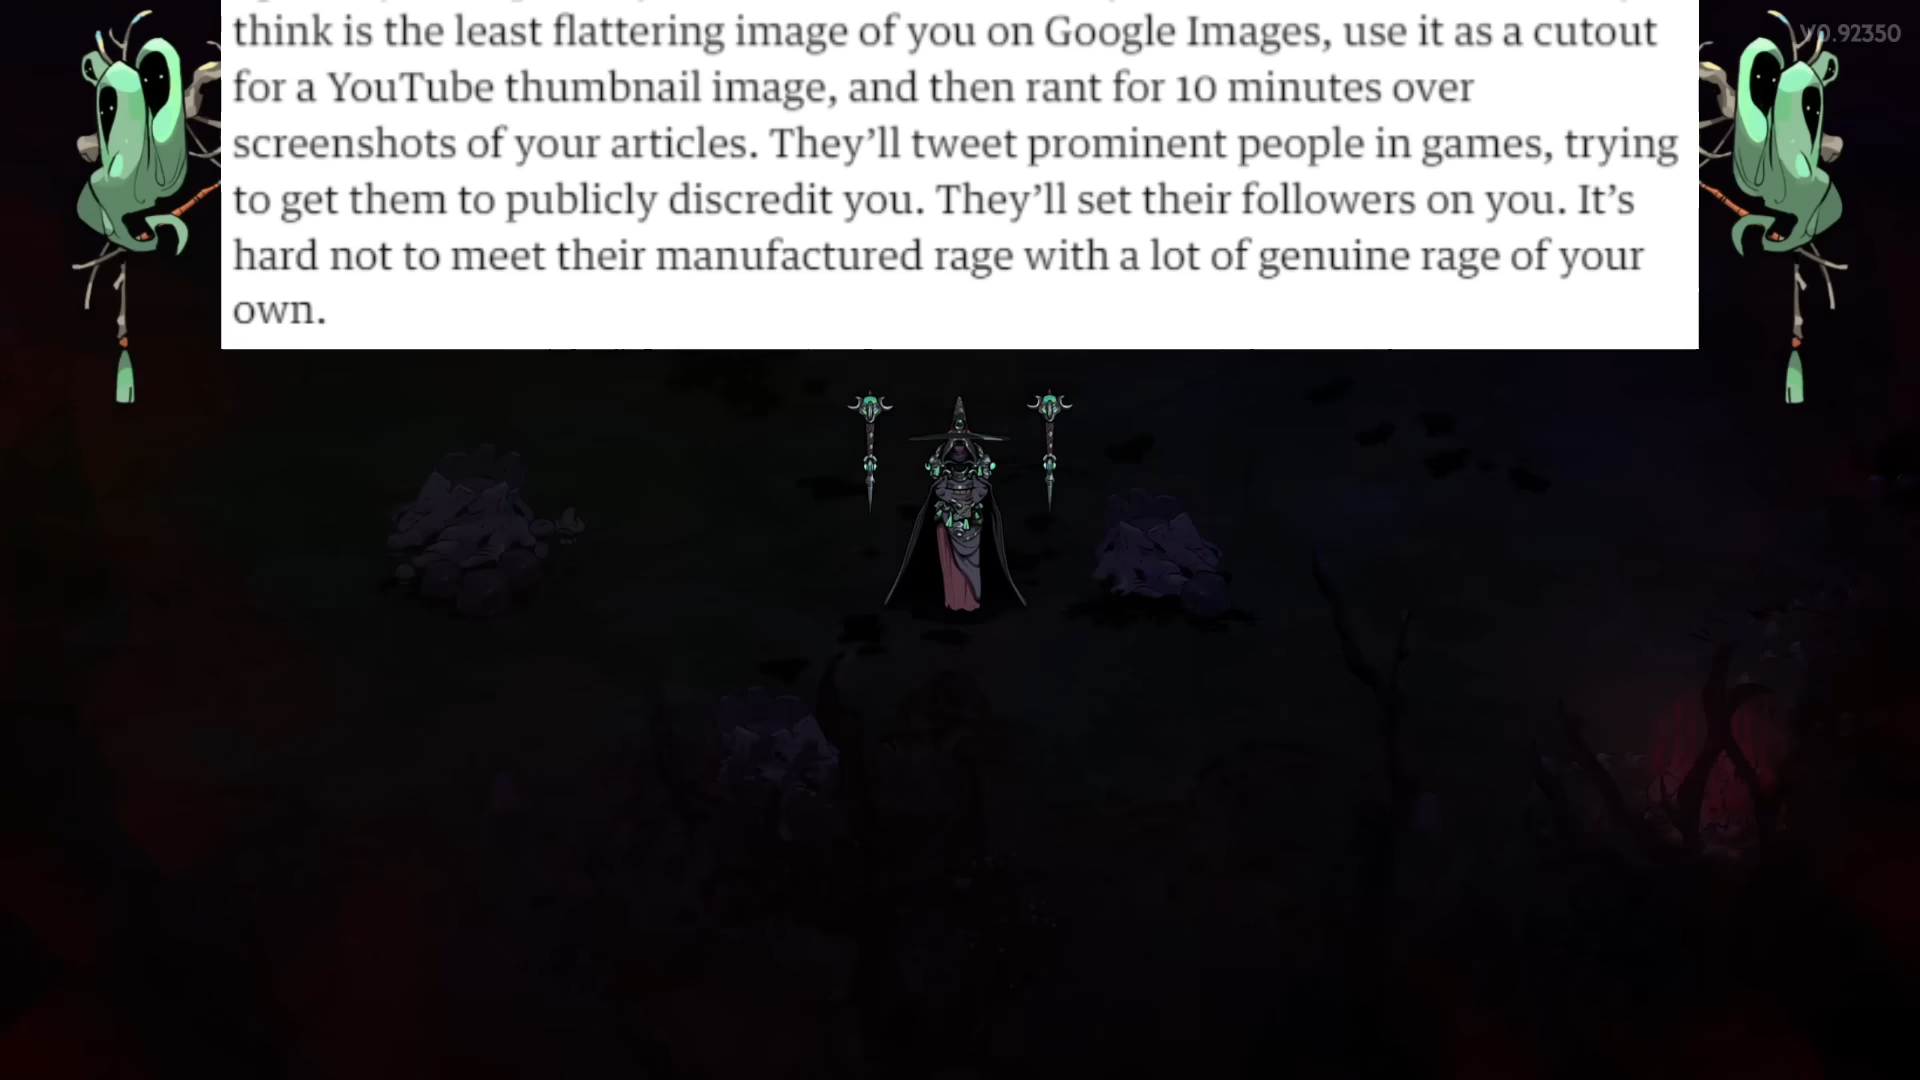 think is the least flattering image of you on Google Images, use it as a cutout
for a YouTube thumbnail image, and then rant for 10 minutes over
screenshots of your articles. They’ll tweet prominent people in games, trying
to get them to publicly discredit you. They’ll set their followers on you. It’s
hard not to meet their manufactured rage with a lot of genuine rage of your
own.
V0.92350